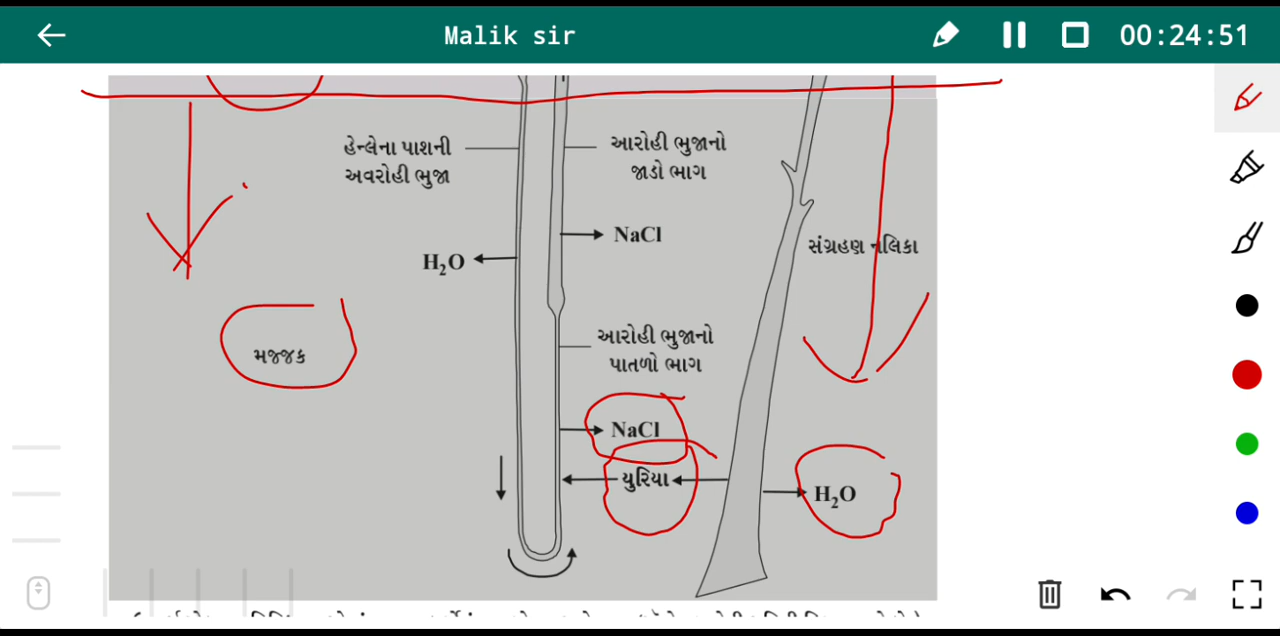 Malik sir
00:24:51
હેન્લેના પાશની
અવરોહી ભુજા
આરોહી ભુજાનો
જાડો ભાગ
NaCl
H₂O
સંગ્રહણ નલિકા
આરોહી ભુજાનો
પાતળો ભાગ
મજ્જક
NaCl
યુરિયા
H₂O